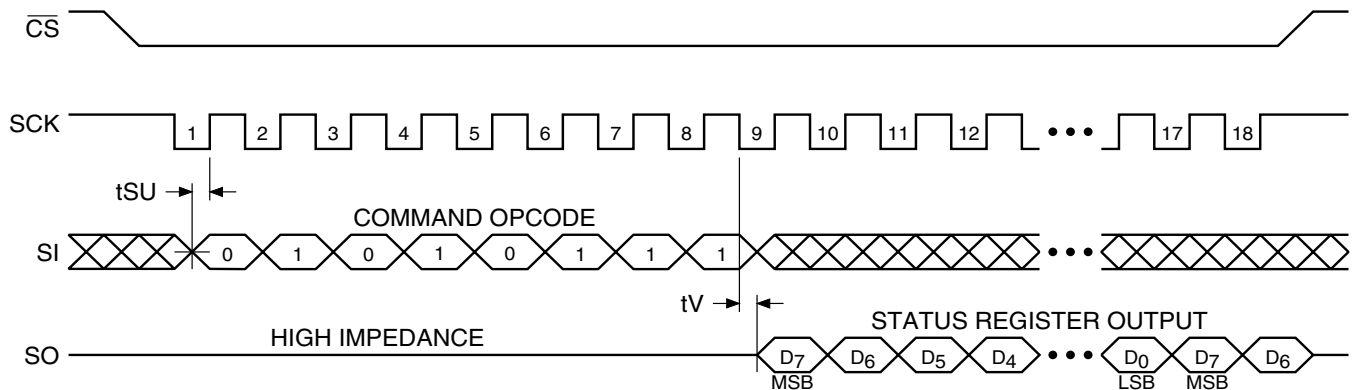 CS
SCK
1 2 3 4 5 6 7 8 9 10 11 12 17 18
tSU
COMMAND OPCODE
SI
0 1 0 1 0 1 1 1
tV
HIGH IMPEDANCE
STATUS REGISTER OUTPUT
SO
D7 D6 D5 D4 D0 D7 D6
MSB LSB MSB